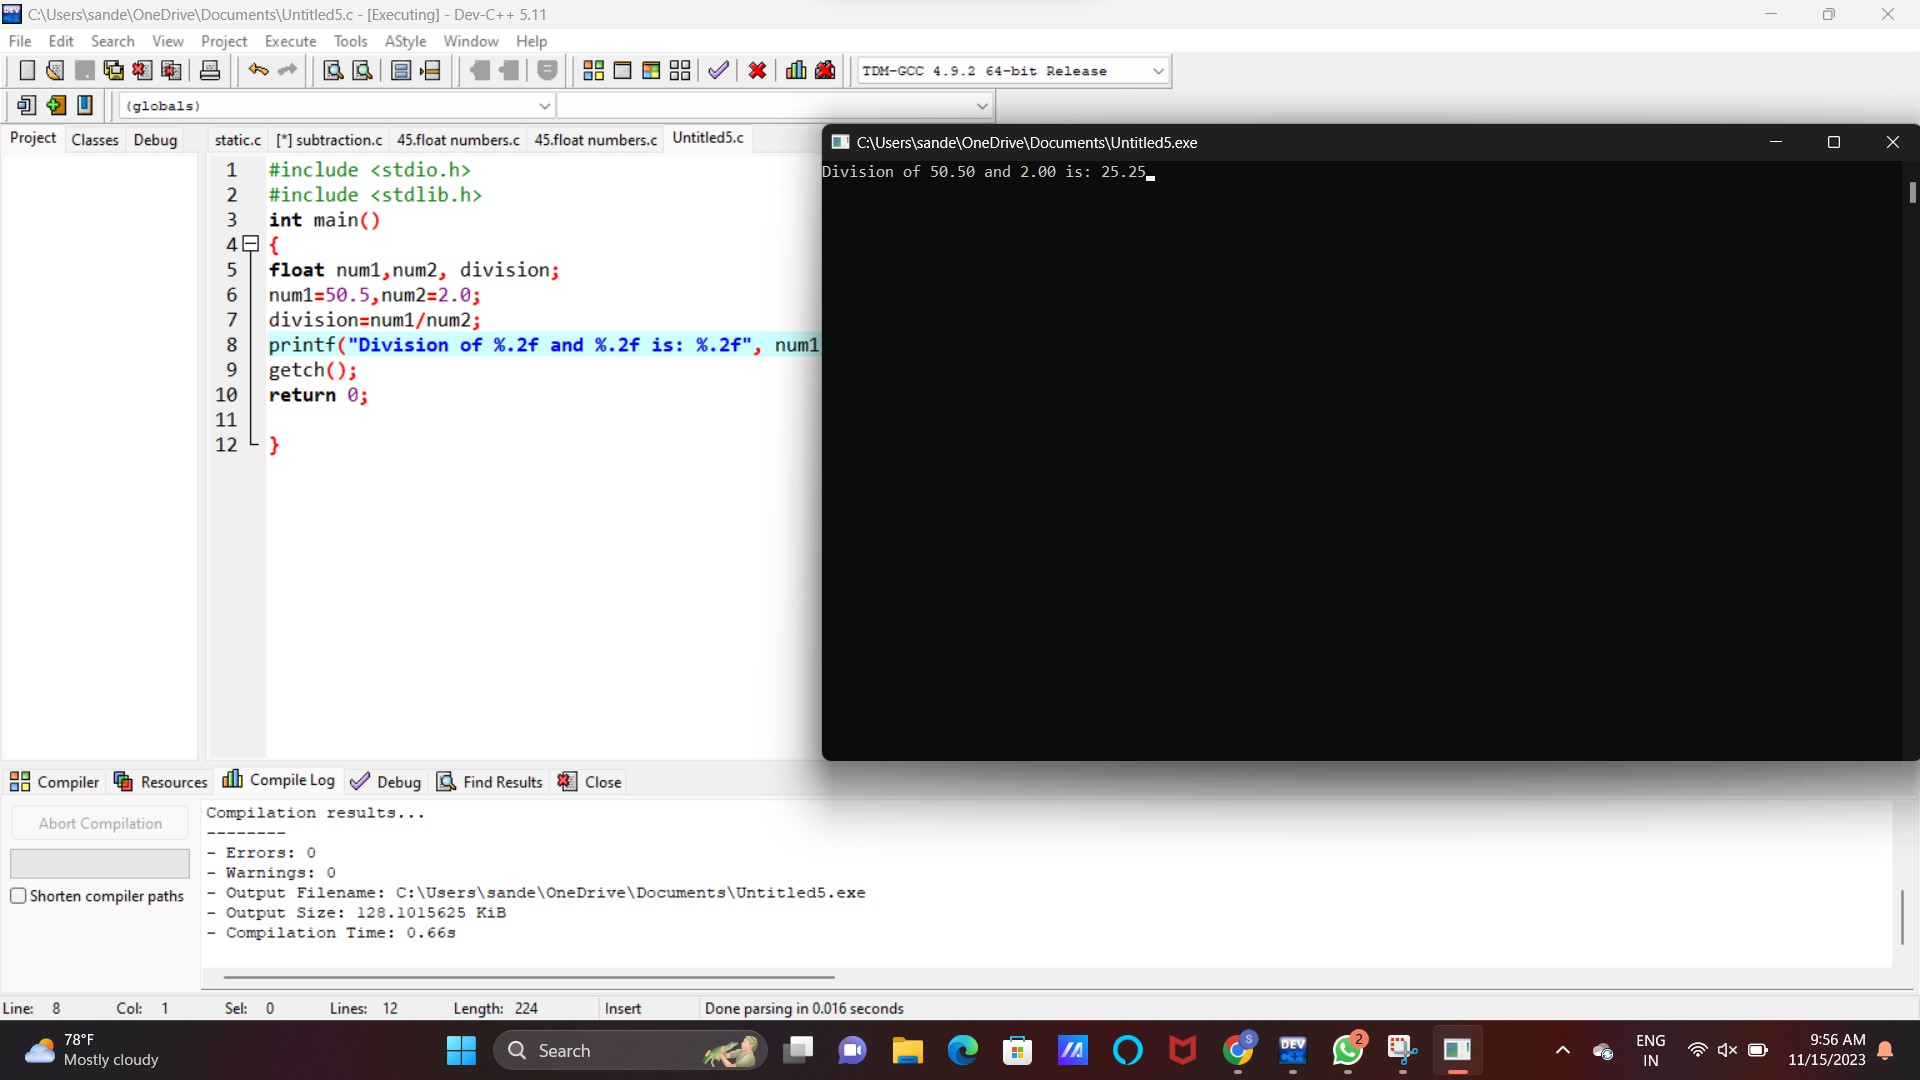 C:\Users\sande\OneDrive\Documents\Untitled5.c - [Executing] - Dev-C++ 5.11
File Edit Search View Project Execute Tools AStyle Window Help
TDM-GCC 4.9.2 64-bit Release
(globals)
Project Classes Debug
static.c [*] subtraction.c 45.float numbers.c 45.float numbers.c Untitled5.c
1 #include <stdio.h>
2 #include <stdlib.h>
3 int main()
4 {
5 float num1,num2, division;
6 num1=50.5,num2=2.0;
7 division=num1/num2;
8 printf("Division of %.2f and %.2f is: %.2f", num1
9 getch();
10 return 0;
11
12 }
C:\Users\sande\OneDrive\Documents\Untitled5.exe
Division of 50.50 and 2.00 is: 25.25
Compiler Resources Compile Log Debug Find Results Close
Abort Compilation
Shorten compiler paths
Compilation results...
--------
- Errors: 0
- Warnings: 0
- Output Filename: C:\Users\sande\OneDrive\Documents\Untitled5.exe
- Output Size: 128.1015625 KiB
- Compilation Time: 0.66s
Line: 8 Col: 1 Sel: 0 Lines: 12 Length: 224 Insert Done parsing in 0.016 seconds
78°F
Mostly cloudy
Search
S
DEV
2
ENG
IN
9:56 AM
11/15/2023